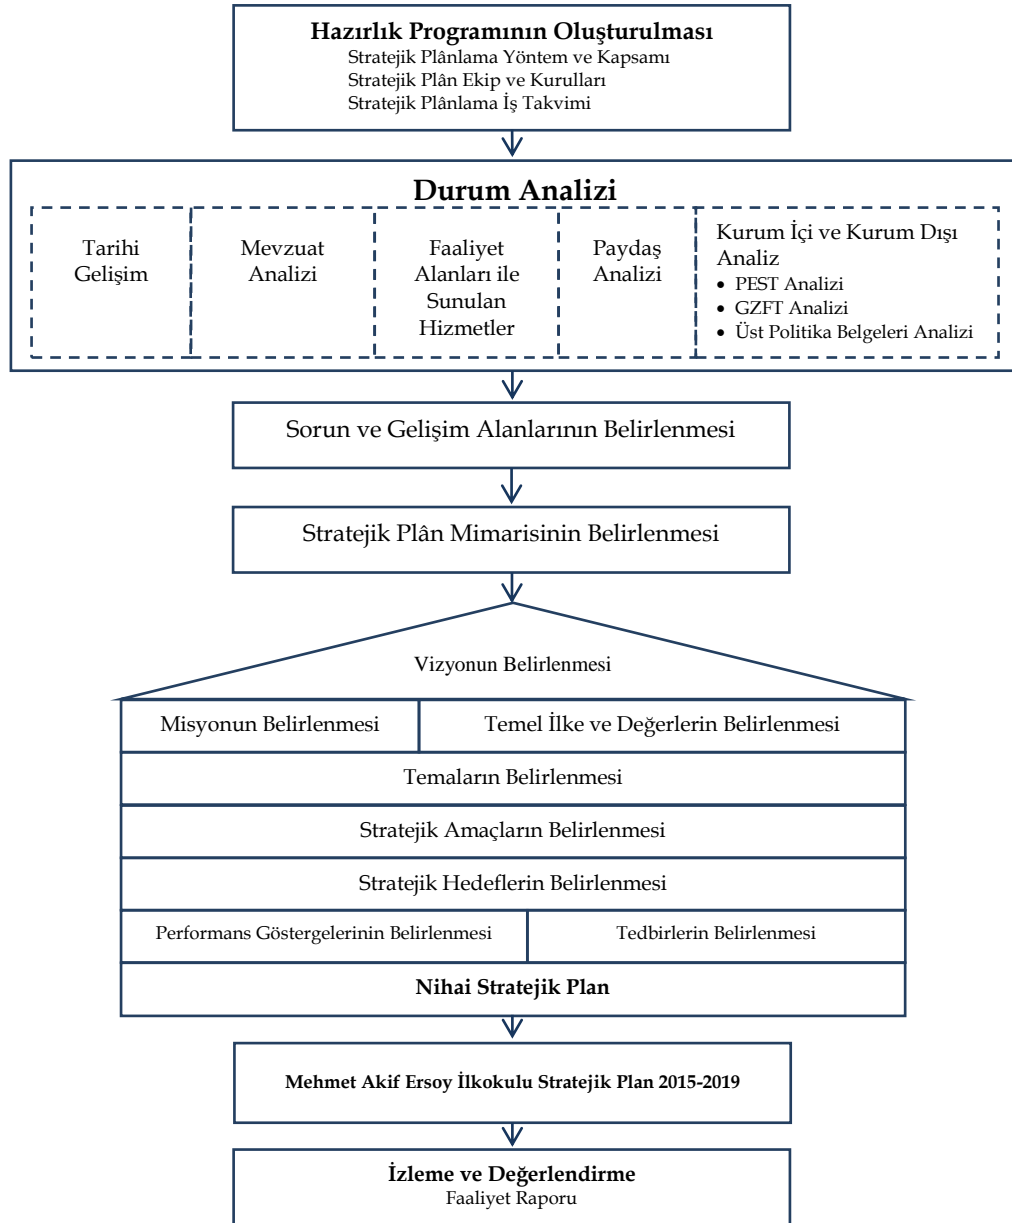 Hazırlık Programının Oluşturulması
Stratejik Plânlama Yöntem ve Kapsamı
Stratejik Plân Ekip ve Kurulları
Stratejik Plânlama İş Takvimi
Durum Analizi
Tarihi
Gelişim
Mevzuat
Analizi
Faaliyet
Alanları ile
Sunulan
Hizmetler
Paydaş
Analizi
Kurum İçi ve Kurum Dışı
Analiz
• PEST Analizi
• GZFT Analizi
• Üst Politika Belgeleri Analizi
Sorun ve Gelişim Alanlarının Belirlenmesi
Stratejik Plân Mimarisinin Belirlenmesi
Vizyonun Belirlenmesi
Misyonun Belirlenmesi
Temel İlke ve Değerlerin Belirlenmesi
Temaların Belirlenmesi
Stratejik Amaçların Belirlenmesi
Stratejik Hedeflerin Belirlenmesi
Performans Göstergelerinin Belirlenmesi
Tedbirlerin Belirlenmesi
Nihai Stratejik Plan
Mehmet Akif Ersoy İlkokulu Stratejik Plan 2015-2019
İzleme ve Değerlendirme
Faaliyet Raporu